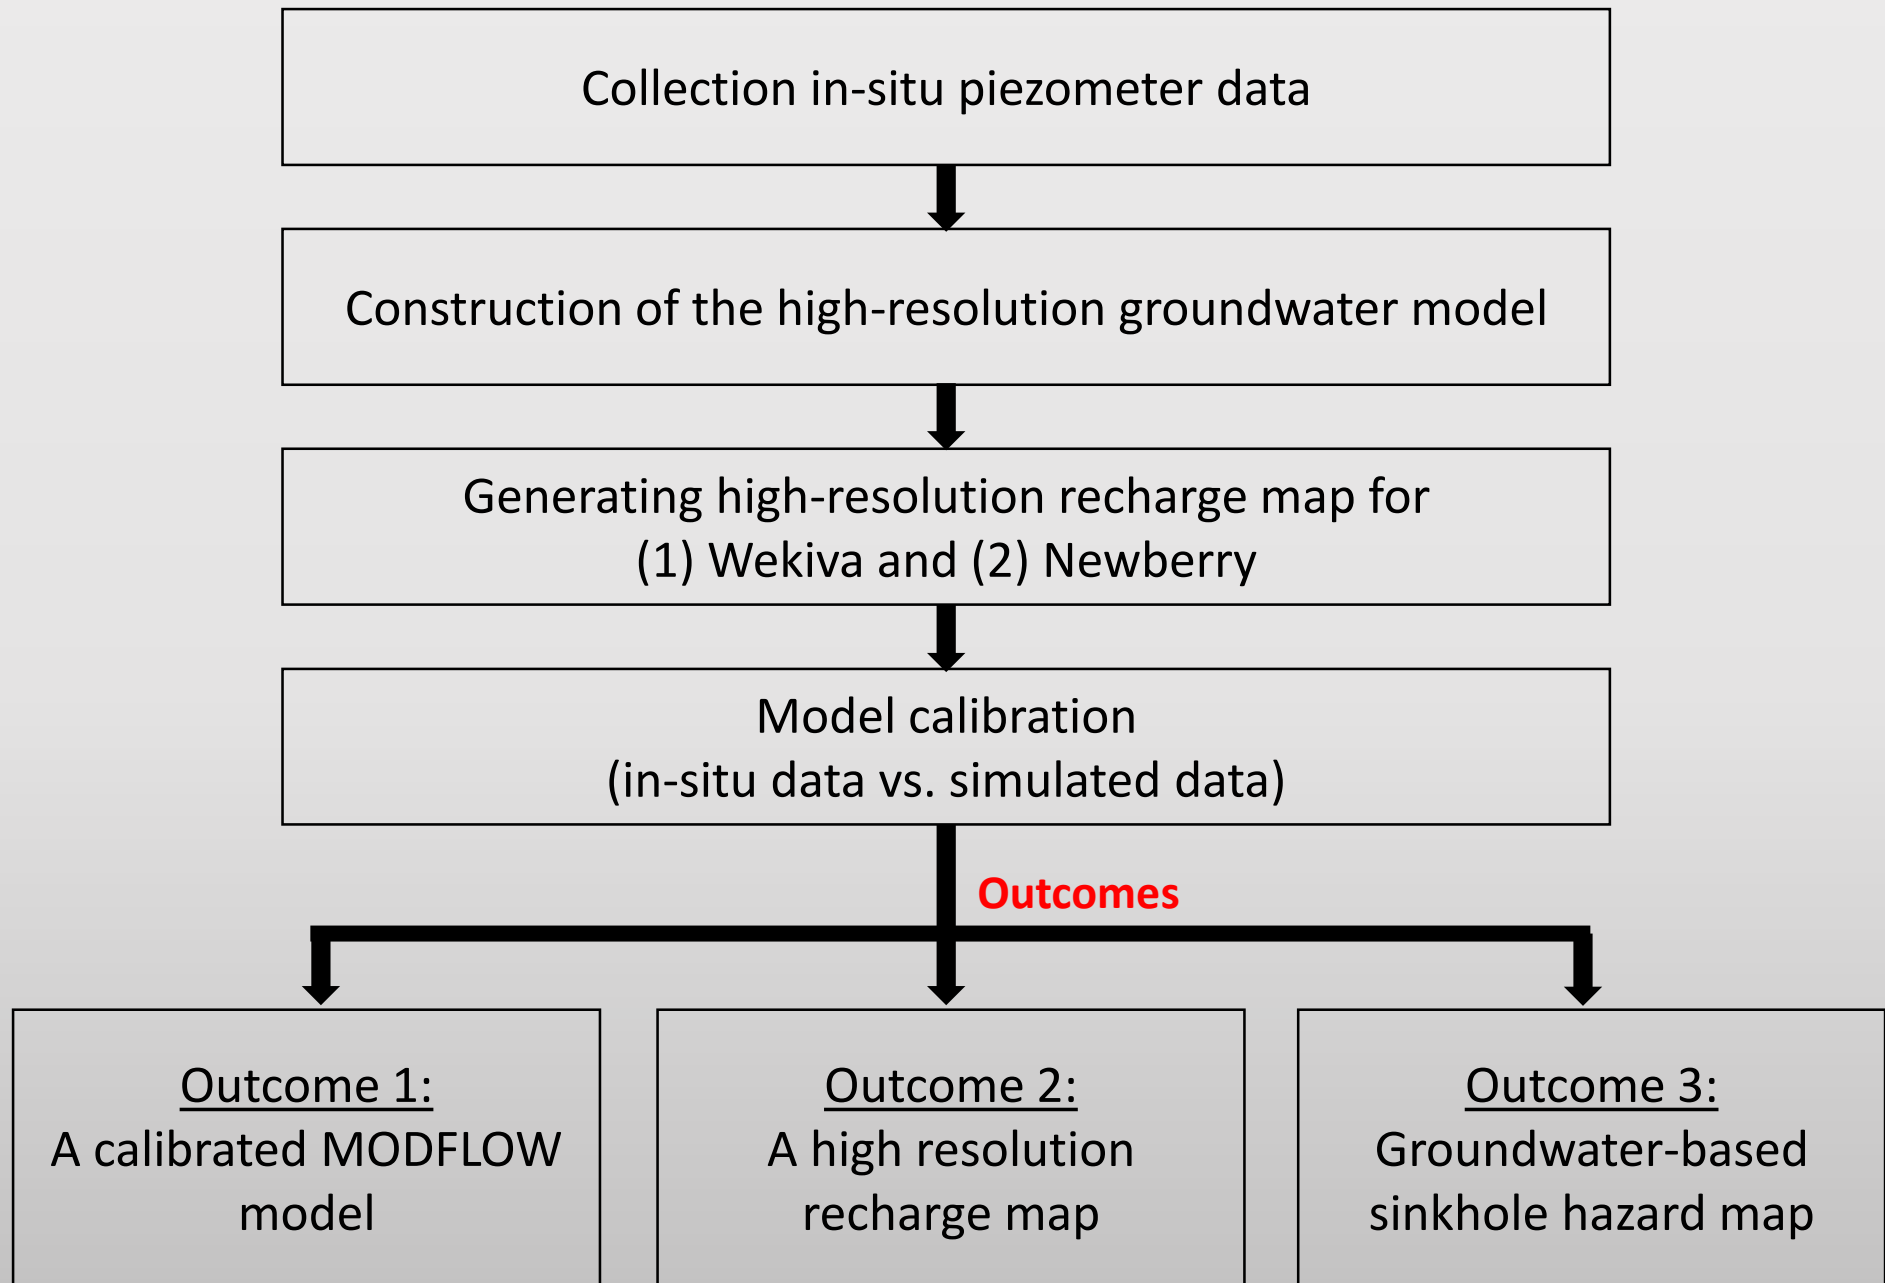 Collection in-situ piezometer data
Construction of the high-resolution groundwater model
Generating high-resolution recharge map for
(1) Wekiva and (2) Newberry
Model calibration
(in-situ data vs. simulated data)
Outcomes
Outcome 1:
A calibrated MODFLOW
model
Outcome 2:
A high resolution
recharge map
Outcome 3:
Groundwater-based
sinkhole hazard map